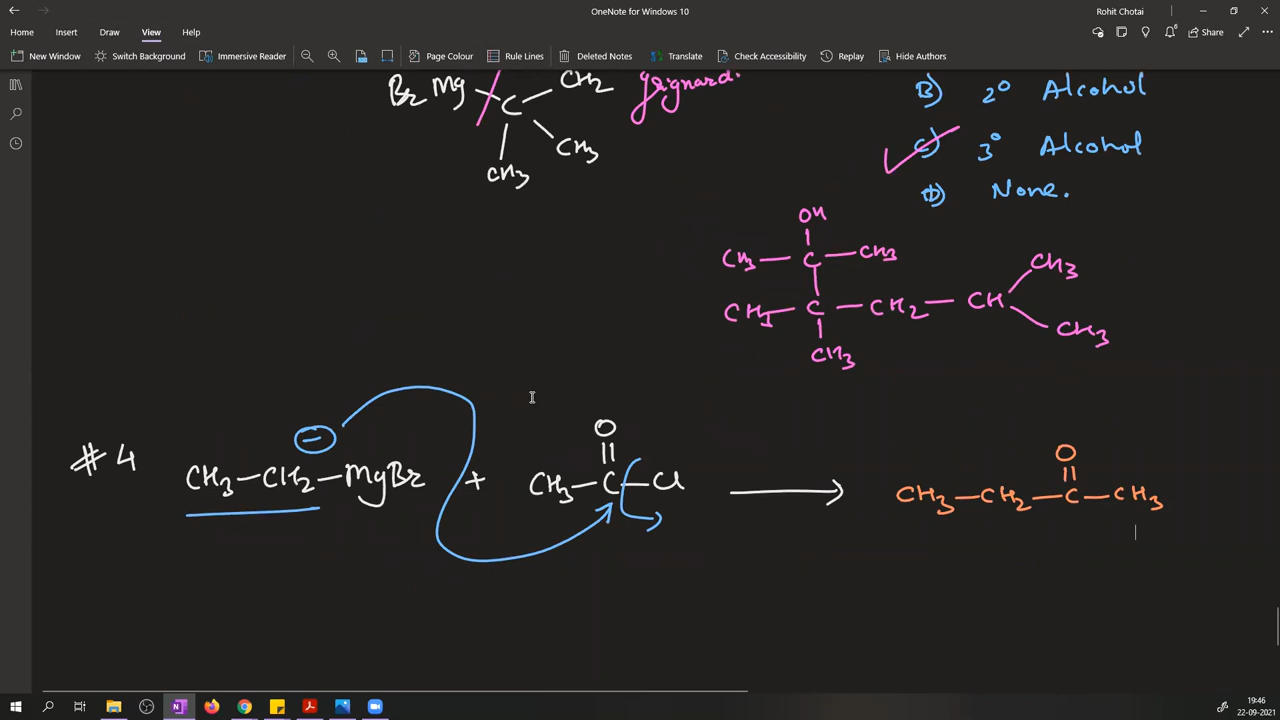 OneNote for Windows 10
Rohit Chotai
Home Insert Draw View Help
Share
New Window Switch Background Immersive Reader Page Colour Rule Lines Deleted Notes Translate Check Accessibility Replay Hide Authors
BrMg C CH2 grignard.
CH3
CH3
B) 2° Alcohol
C) 3° Alcohol
D) None.
OH
CH3 — C — CH3
CH3 — C — CH2 — CH CH3
CH3
CH3
#4 CH3—CH2—MgBr + CH3—C—Cl → CH3—CH2—C—CH3
−
O
O
19:46
22-09-2021